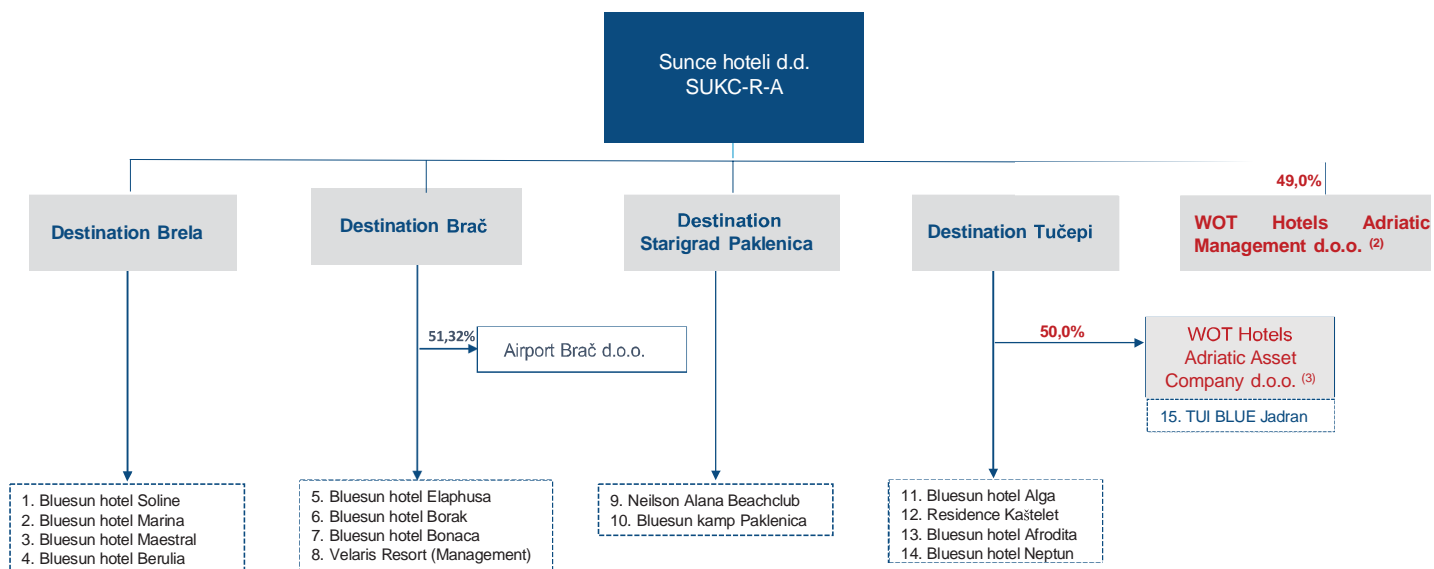 Sunce hoteli d.d.
SUKC-R-A
49,0%
Destination Brela
Destination Brač
Destination
Starigrad Paklenica
Destination Tučepi
WOT Hotels Adriatic
Management d.o.o. (2)
51,32%
Airport Brač d.o.o.
50,0%
WOT Hotels
Adriatic Asset
Company d.o.o. (3)
15. TUI BLUE Jadran
1. Bluesun hotel Soline
2. Bluesun hotel Marina
3. Bluesun hotel Maestral
4. Bluesun hotel Berulia
5. Bluesun hotel Elaphusa
6. Bluesun hotel Borak
7. Bluesun hotel Bonaca
8. Velaris Resort (Management)
9. Neilson Alana Beachclub
10. Bluesun kamp Paklenica
11. Bluesun hotel Alga
12. Residence Kaštelet
13. Bluesun hotel Afrodita
14. Bluesun hotel Neptun